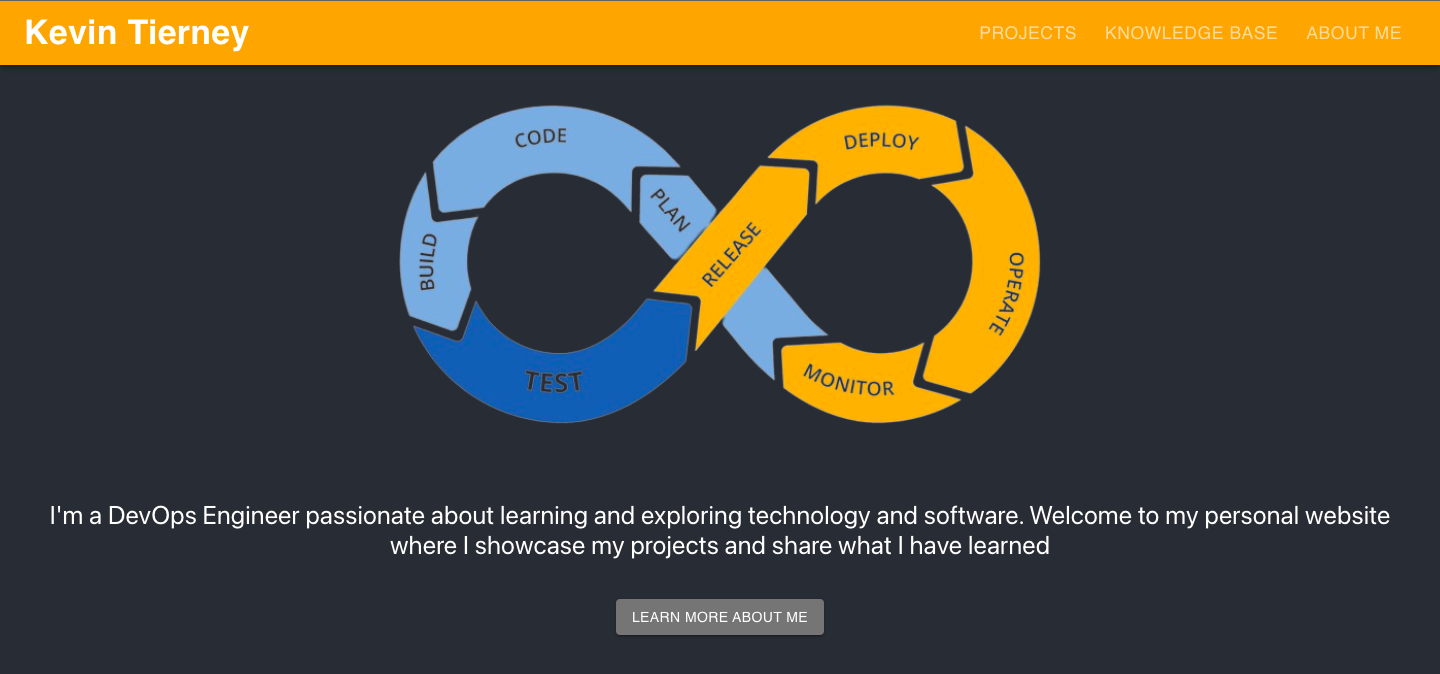 Kevin Tierney
PROJECTS
KNOWLEDGE BASE
ABOUT ME
CODE
PLAN
BUILD
TEST
RELEASE
DEPLOY
OPERATE
MONITOR
I'm a DevOps Engineer passionate about learning and exploring technology and software. Welcome to my personal website
where I showcase my projects and share what I have learned
LEARN MORE ABOUT ME